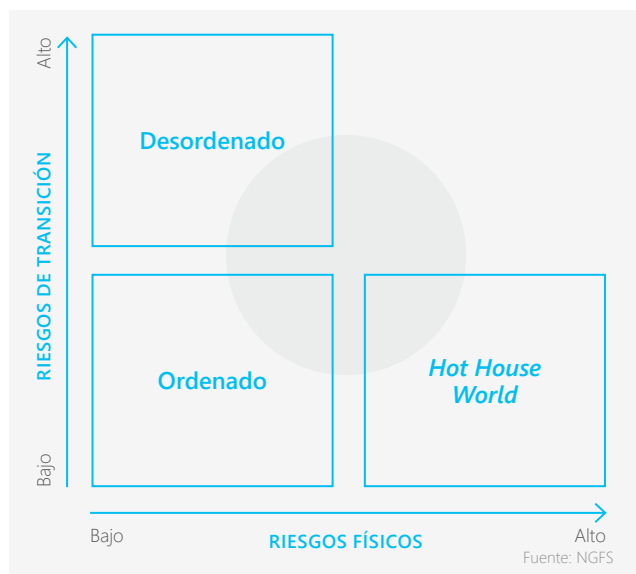 Alto
RIESGOS DE TRANSICIÓN
Bajo
Desordenado
Ordenado
Hot House
World
Bajo
RIESGOS FÍSICOS
Alto
Fuente: NGFS